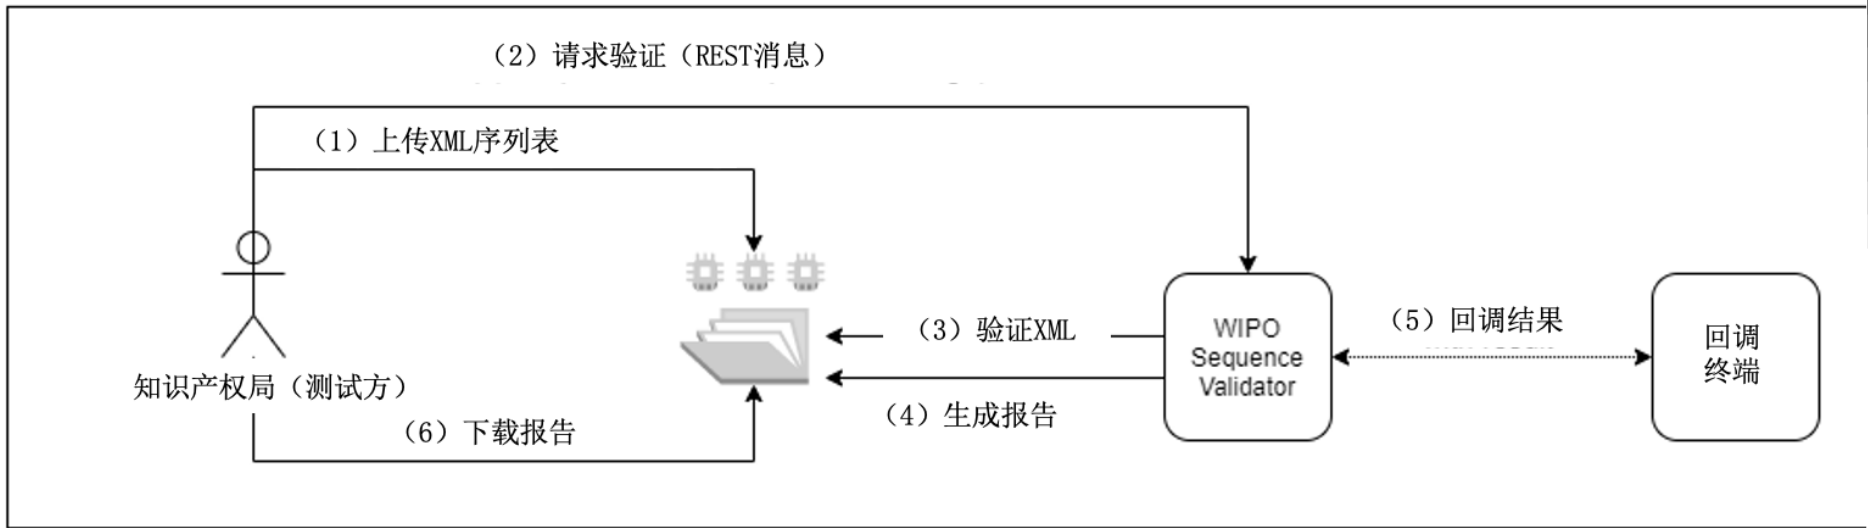 （2）请求验证（REST消息）
（1）上传XML序列表
（3）验证XML
WIPO
Sequence
Validator
（5）回调结果
回调
终端
知识产权局（测试方）
（4）生成报告
（6）下载报告